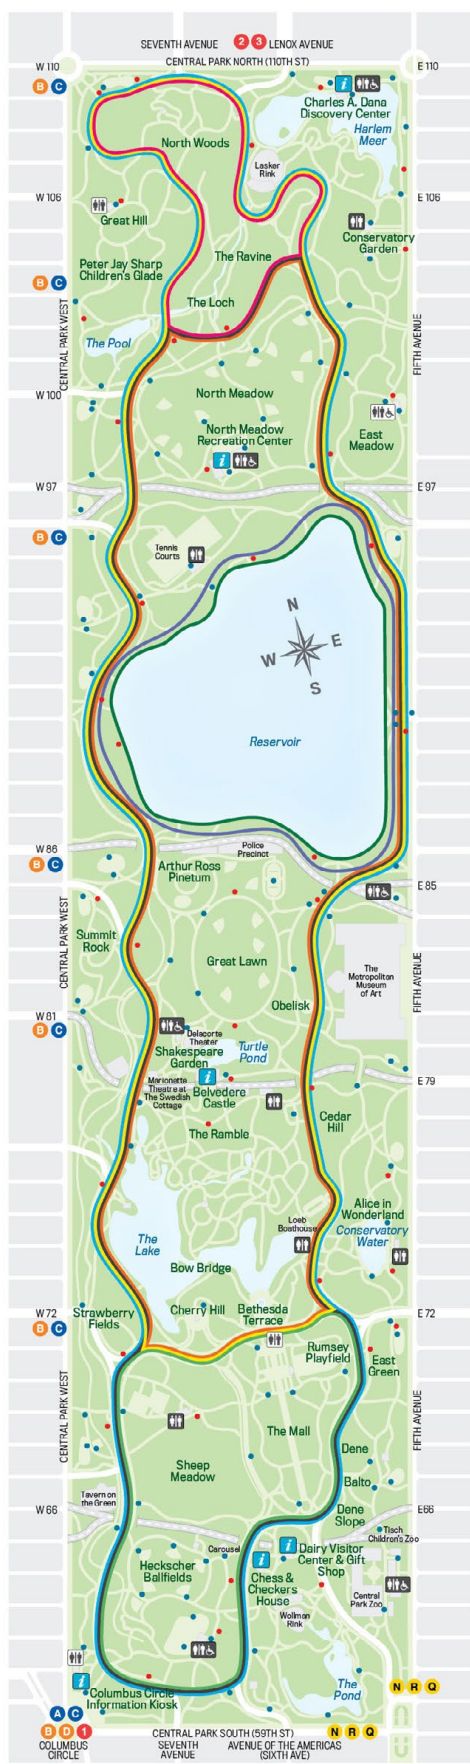 SEVENTH AVENUE 2 3 LENOX AVENUE
CENTRAL PARK NORTH (110TH ST)
W 110
E 110
B C
Charles A. Dana
Discovery Center
Harlem
Meer
North Woods
Lasker
Rink
W 106
E 106
Great Hill
Conservatory
Garden
The Ravine
Peter Jay Sharp
Children's Glade
B C
The Loch
CENTRAL PARK WEST
FIFTH AVENUE
The Pool
W 100
North Meadow
North Meadow
Recreation Center
East
Meadow
W 97
E 97
B C
Tennis
Courts
N
W
E
S
Reservoir
W 86
B C
Police
Precinct
Arthur Ross
Pinetum
E 85
CENTRAL PARK WEST
FIFTH AVENUE
Summit
Rock
Great Lawn
The
Metropolitan
Museum
of Art
Obelisk
W 81
B C
Delacorte
Theater
Shakespeare
Garden
Turtle
Pond
E 79
Marionette
Theatre at
The Swedish
Cottage
Belvedere
Castle
Cedar
Hill
The Ramble
Alice in
Wonderland
Loeb
Boathouse
Conservatory
Water
The
Lake
Bow Bridge
W 72
B C
Strawberry
Fields
Cherry Hill
Bethesda
Terrace
E 72
Rumsey
Playfield
East
Green
CENTRAL PARK WEST
FIFTH AVENUE
The Mall
Dene
Sheep
Meadow
Balto
Tavern on
the Green
W 66
Dene
Slope
E66
Tisch
Children's Zoo
Carousel
Dairy Visitor
Center & Gift
Shop
Heckscher
Ballfields
Chess &
Checkers
House
Central
Park Zoo
Wollman
Rink
The
Pond
N R Q
Columbus Circle
Information Kiosk
A C
B D 1
COLUMBUS
CIRCLE
CENTRAL PARK SOUTH (59TH ST)
N R Q
SEVENTH
AVENUE
AVENUE OF THE AMERICAS
(SIXTH AVE)